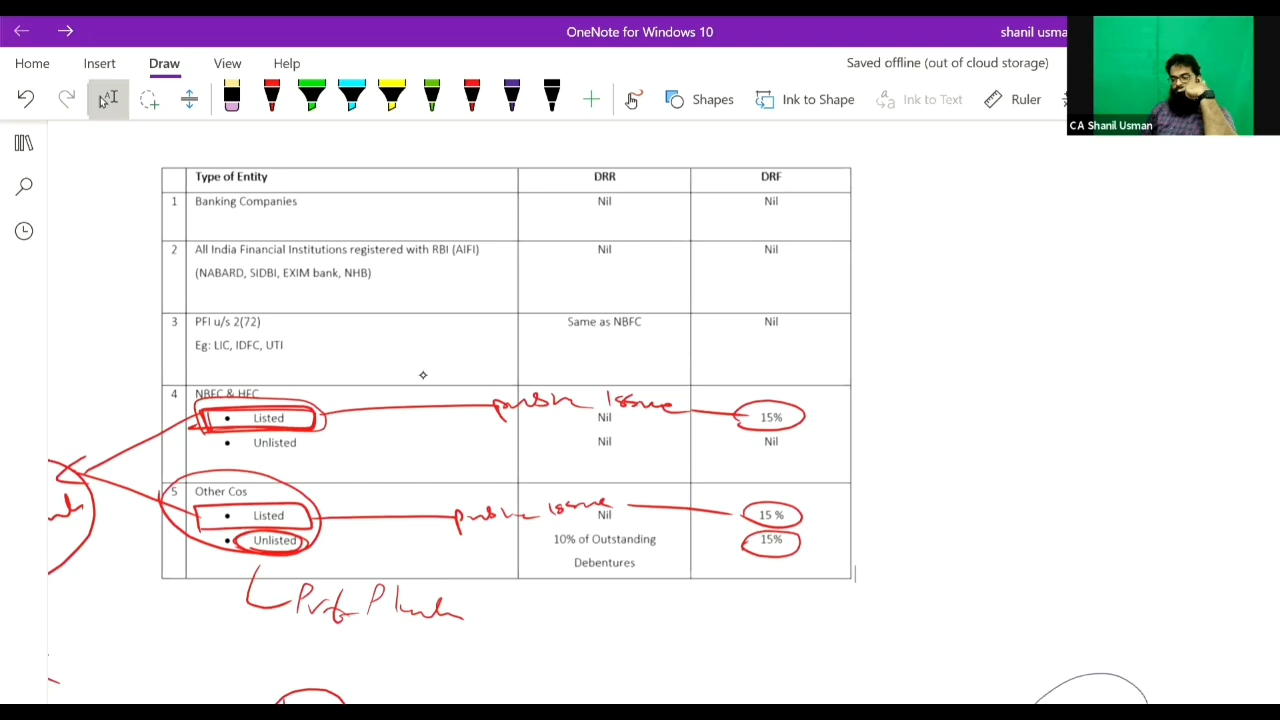 OneNote for Windows 10
shanil usma
Home Insert Draw View Help
Saved offline (out of cloud storage)
Shapes Ink to Shape Ink to Text Ruler
CA Shanil Usman
Type of Entity DRR DRF
1 Banking Companies Nil Nil
2 All India Financial Institutions registered with RBI (AIFI) Nil Nil
(NABARD, SIDBI, EXIM bank, NHB)
3 PFI u/s 2(72) Same as NBFC Nil
Eg: LIC, IDFC, UTI
4 NBFC & HFC
public Issue
• Listed Nil 15%
• Unlisted Nil Nil
5 Other Cos
public Issue
• Listed Nil 15 %
• Unlisted 10% of Outstanding 15%
Debentures